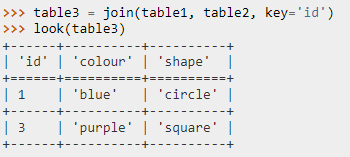 >>> table3 = join(table1, table2, key='id')
>>> look(table3)
+------+----------+----------+
| 'id' | 'colour' | 'shape'  |
+======+==========+==========+
| 1    | 'blue'   | 'circle' |
+------+----------+----------+
| 3    | 'purple' | 'square' |
+------+----------+----------+